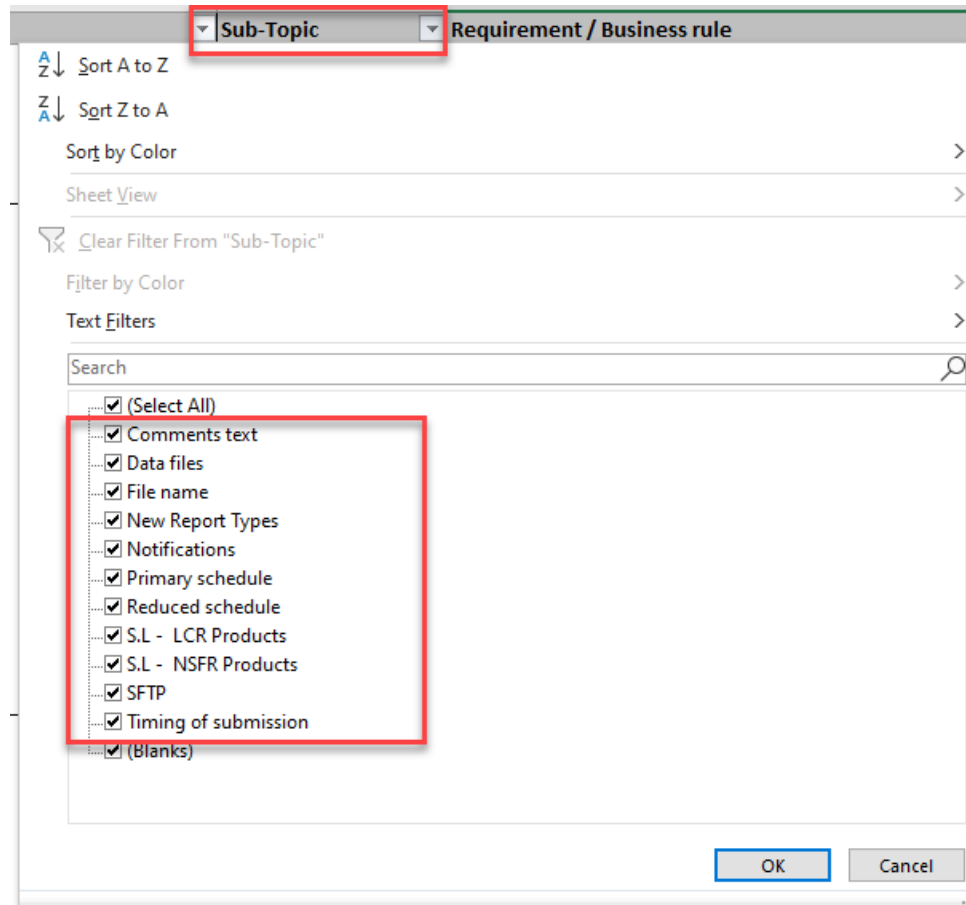 Sub-Topic Requirement / Business rule
Sort A to Z
Sort Z to A
Sort by Color
Sheet View
Clear Filter From "Sub-Topic"
Filter by Color
Text Filters
Search
(Select All)
Comments text
Data files
File name
New Report Types
Notifications
Primary schedule
Reduced schedule
S.L -  LCR Products
S.L -  NSFR Products
SFTP
Timing of submission
(Blanks)
OK Cancel